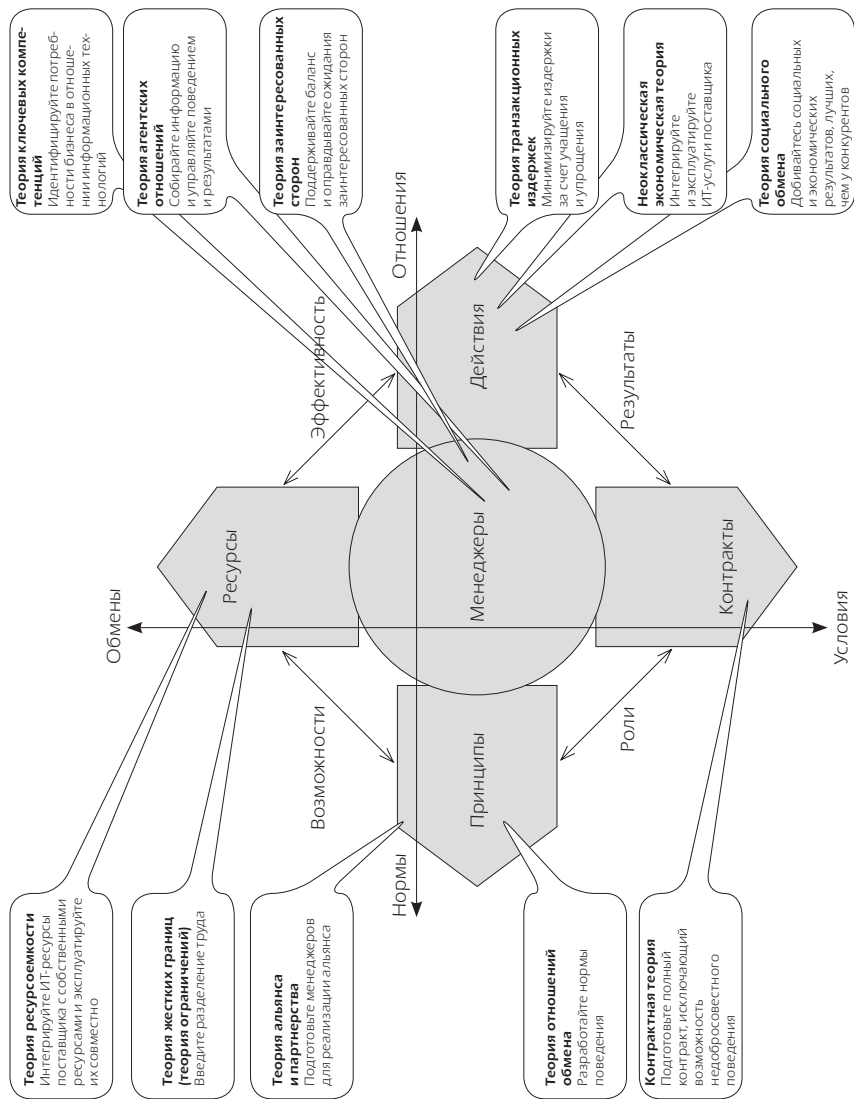 Теория ресурсоемкости
Интегрируйте ИТ-ресурсы
поставщика с собственными
ресурсами и эксплуатируйте
их совместно
Теория жестких границ
(теория ограничений)
Введите разделение труда
Теория альянса
и партнерства
Подготовьте менеджеров
для реализации альянса
Теория отношений
обмена
Разработайте нормы
поведения
Контрактная теория
Подготовьте полный
контракт, исключающий
возможность
недобросовестного
поведения
Обмены
Ресурсы
Возможности
Эффективность
Нормы
Отношения
Принципы
Менеджеры
Действия
Роли
Результаты
Контракты
Условия
Теория ключевых компе-
тенций
Идентифицируйте потреб-
ности бизнеса в отноше-
нии информационных тех-
нологий
Теория агентских
отношений
Собирайте информацию
и управляйте поведением
и результатами
Теория заинтересованных
сторон
Поддерживайте баланс
и оправдывайте ожидания
заинтересованных сторон
Теория транзакционных
издержек
Минимизируйте издержки
за счет учащения
и упрощения
Неоклассическая
экономическая теория
Интегрируйте
и эксплуатируйте
ИТ-услуги поставщика
Теория социального
обмена
Добивайтесь социальных
и экономических
результатов, лучших,
чем у конкурентов